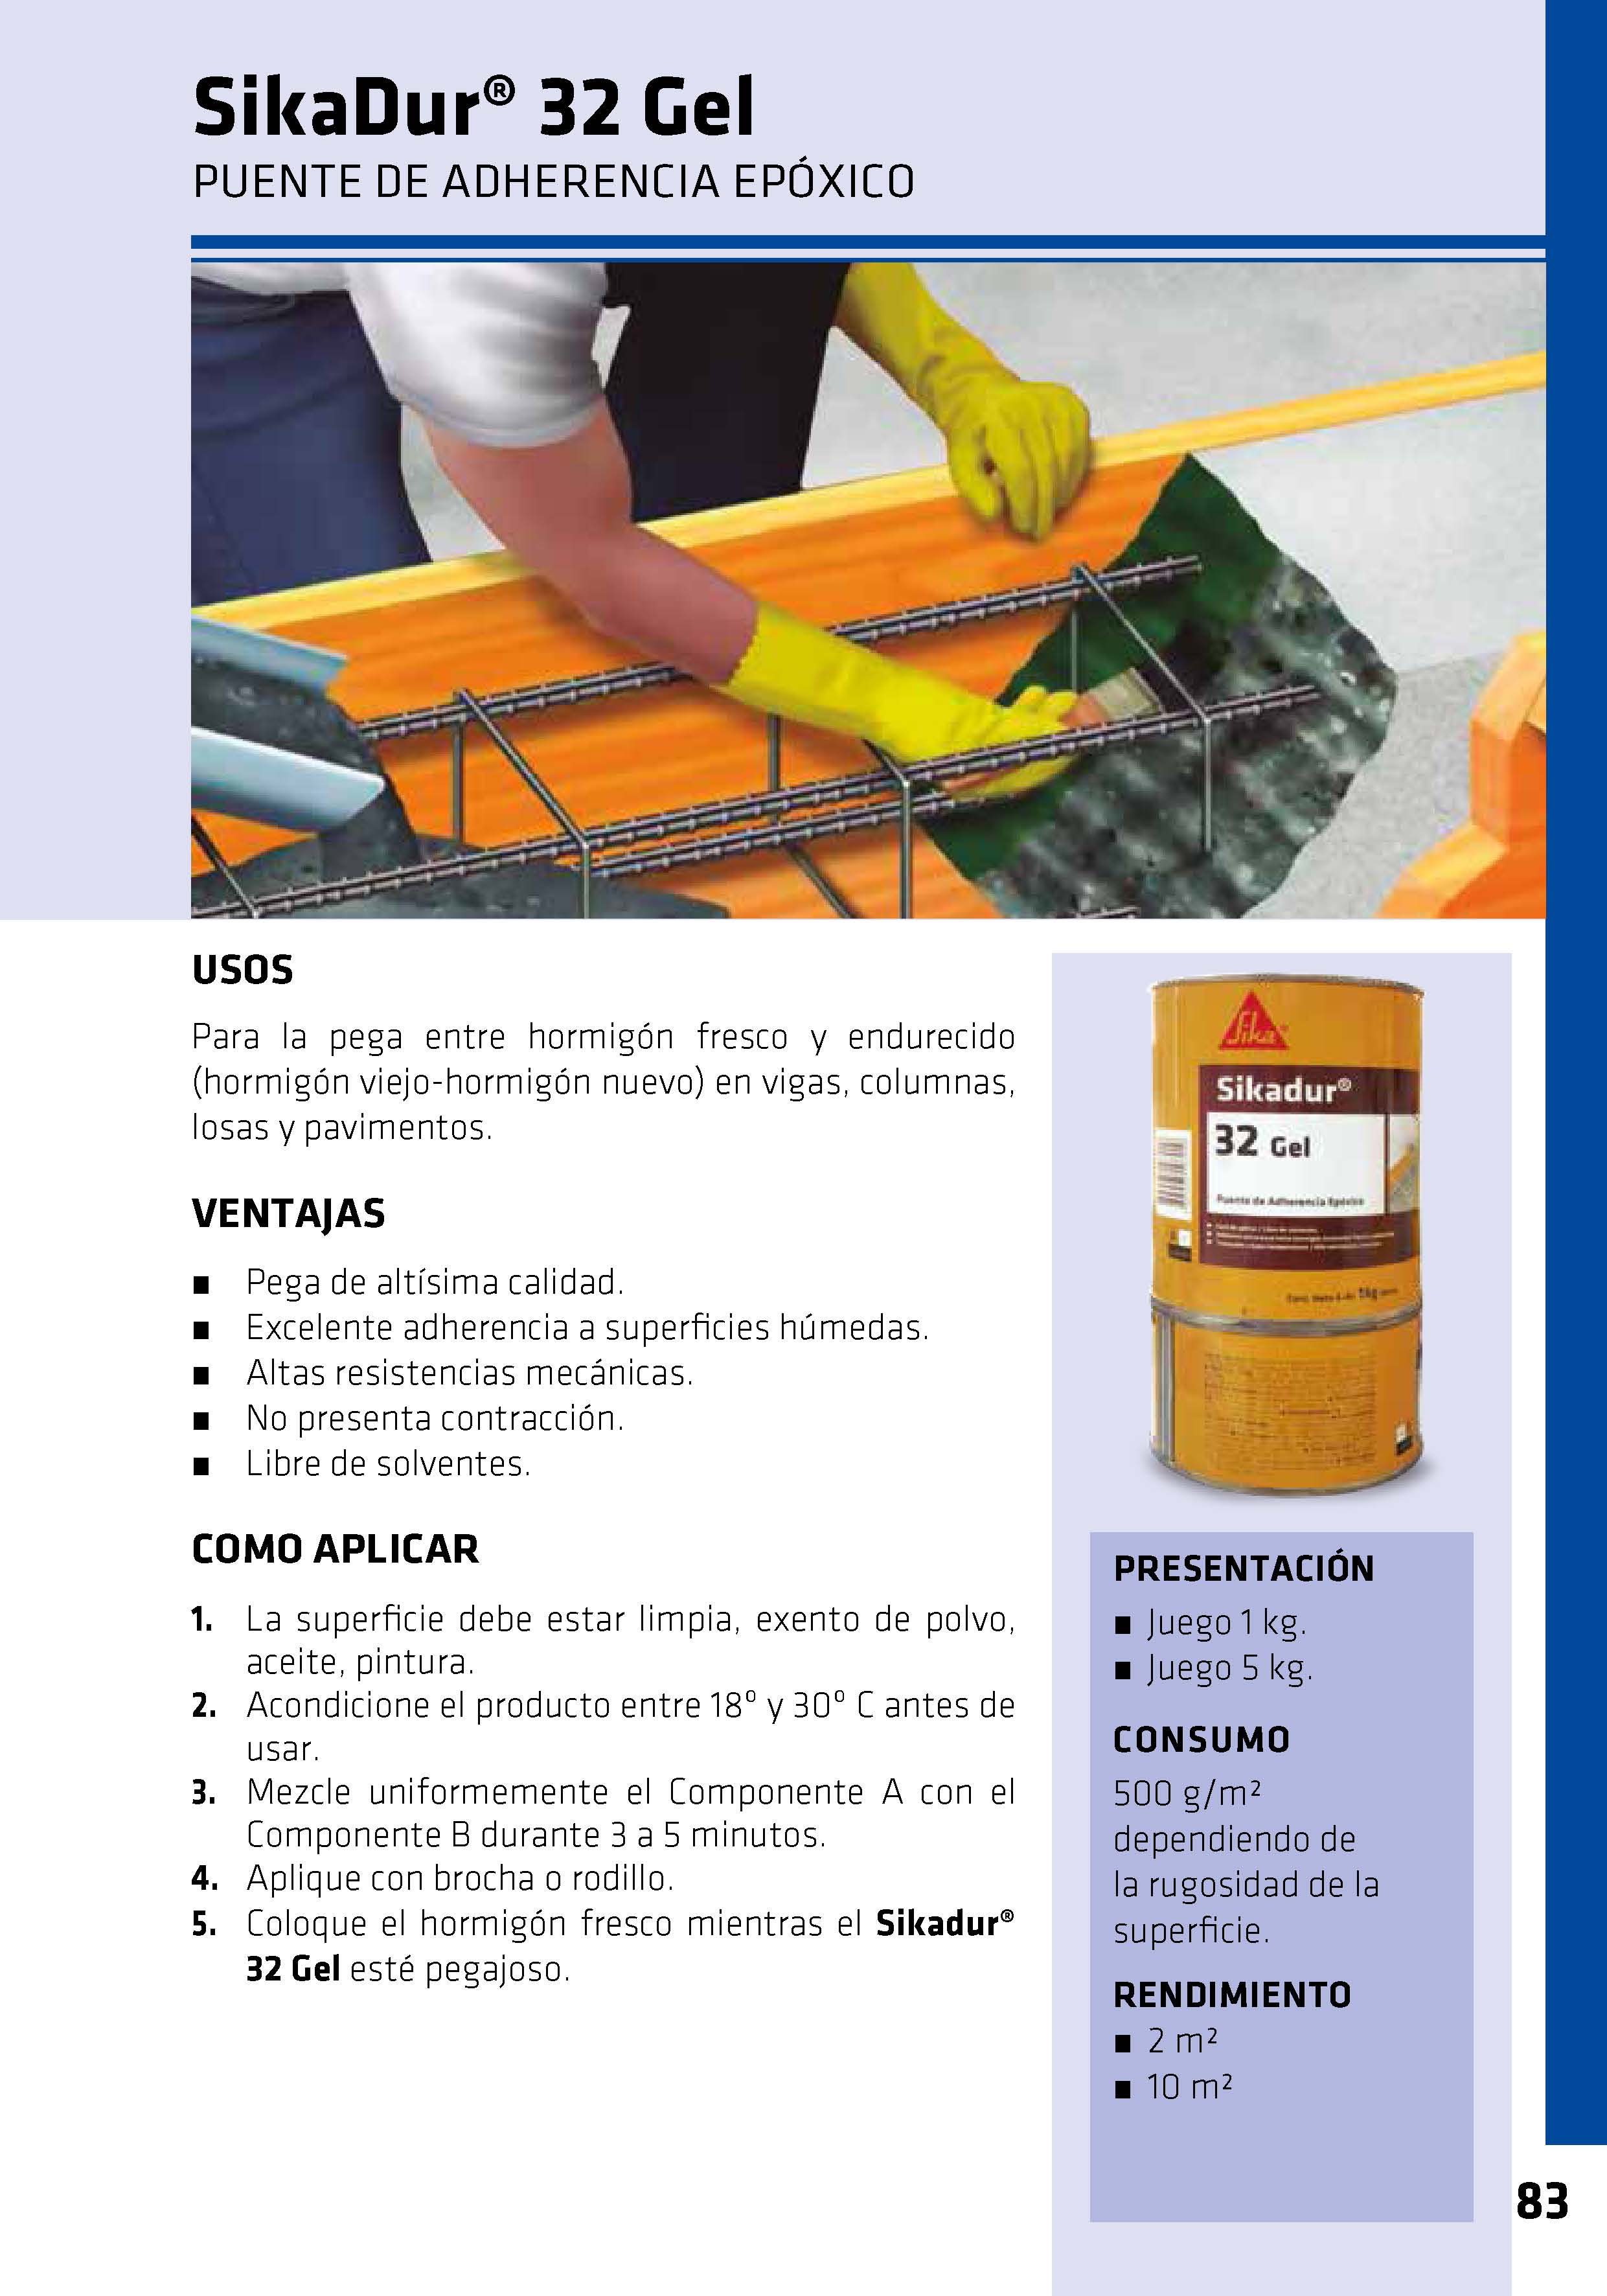 SikaDur® 32 Gel
PUENTE DE ADHERENCIA EPÓXICO
USOS
Para la pega entre hormigón fresco y endurecido
(hormigón viejo-hormigón nuevo) en vigas, columnas,
losas y pavimentos.
VENTAJAS
■ Pega de altísima calidad.
■ Excelente adherencia a superficies húmedas.
■ Altas resistencias mecánicas.
■ No presenta contracción.
■ Libre de solventes.
COMO APLICAR
1. La superficie debe estar limpia, exento de polvo,
aceite, pintura.
2. Acondicione el producto entre 18º y 30º C antes de
usar.
3. Mezcle uniformemente el Componente A con el
Componente B durante 3 a 5 minutos.
4. Aplique con brocha o rodillo.
5. Coloque el hormigón fresco mientras el Sikadur®
32 Gel esté pegajoso.
Sika®
Sikadur®
32 Gel
Puente de Adherencia Epóxico
1kg
PRESENTACIÓN
■ Juego 1 kg.
■ Juego 5 kg.
CONSUMO
500 g/m²
dependiendo de
la rugosidad de la
superficie.
RENDIMIENTO
■ 2 m²
■ 10 m²
83